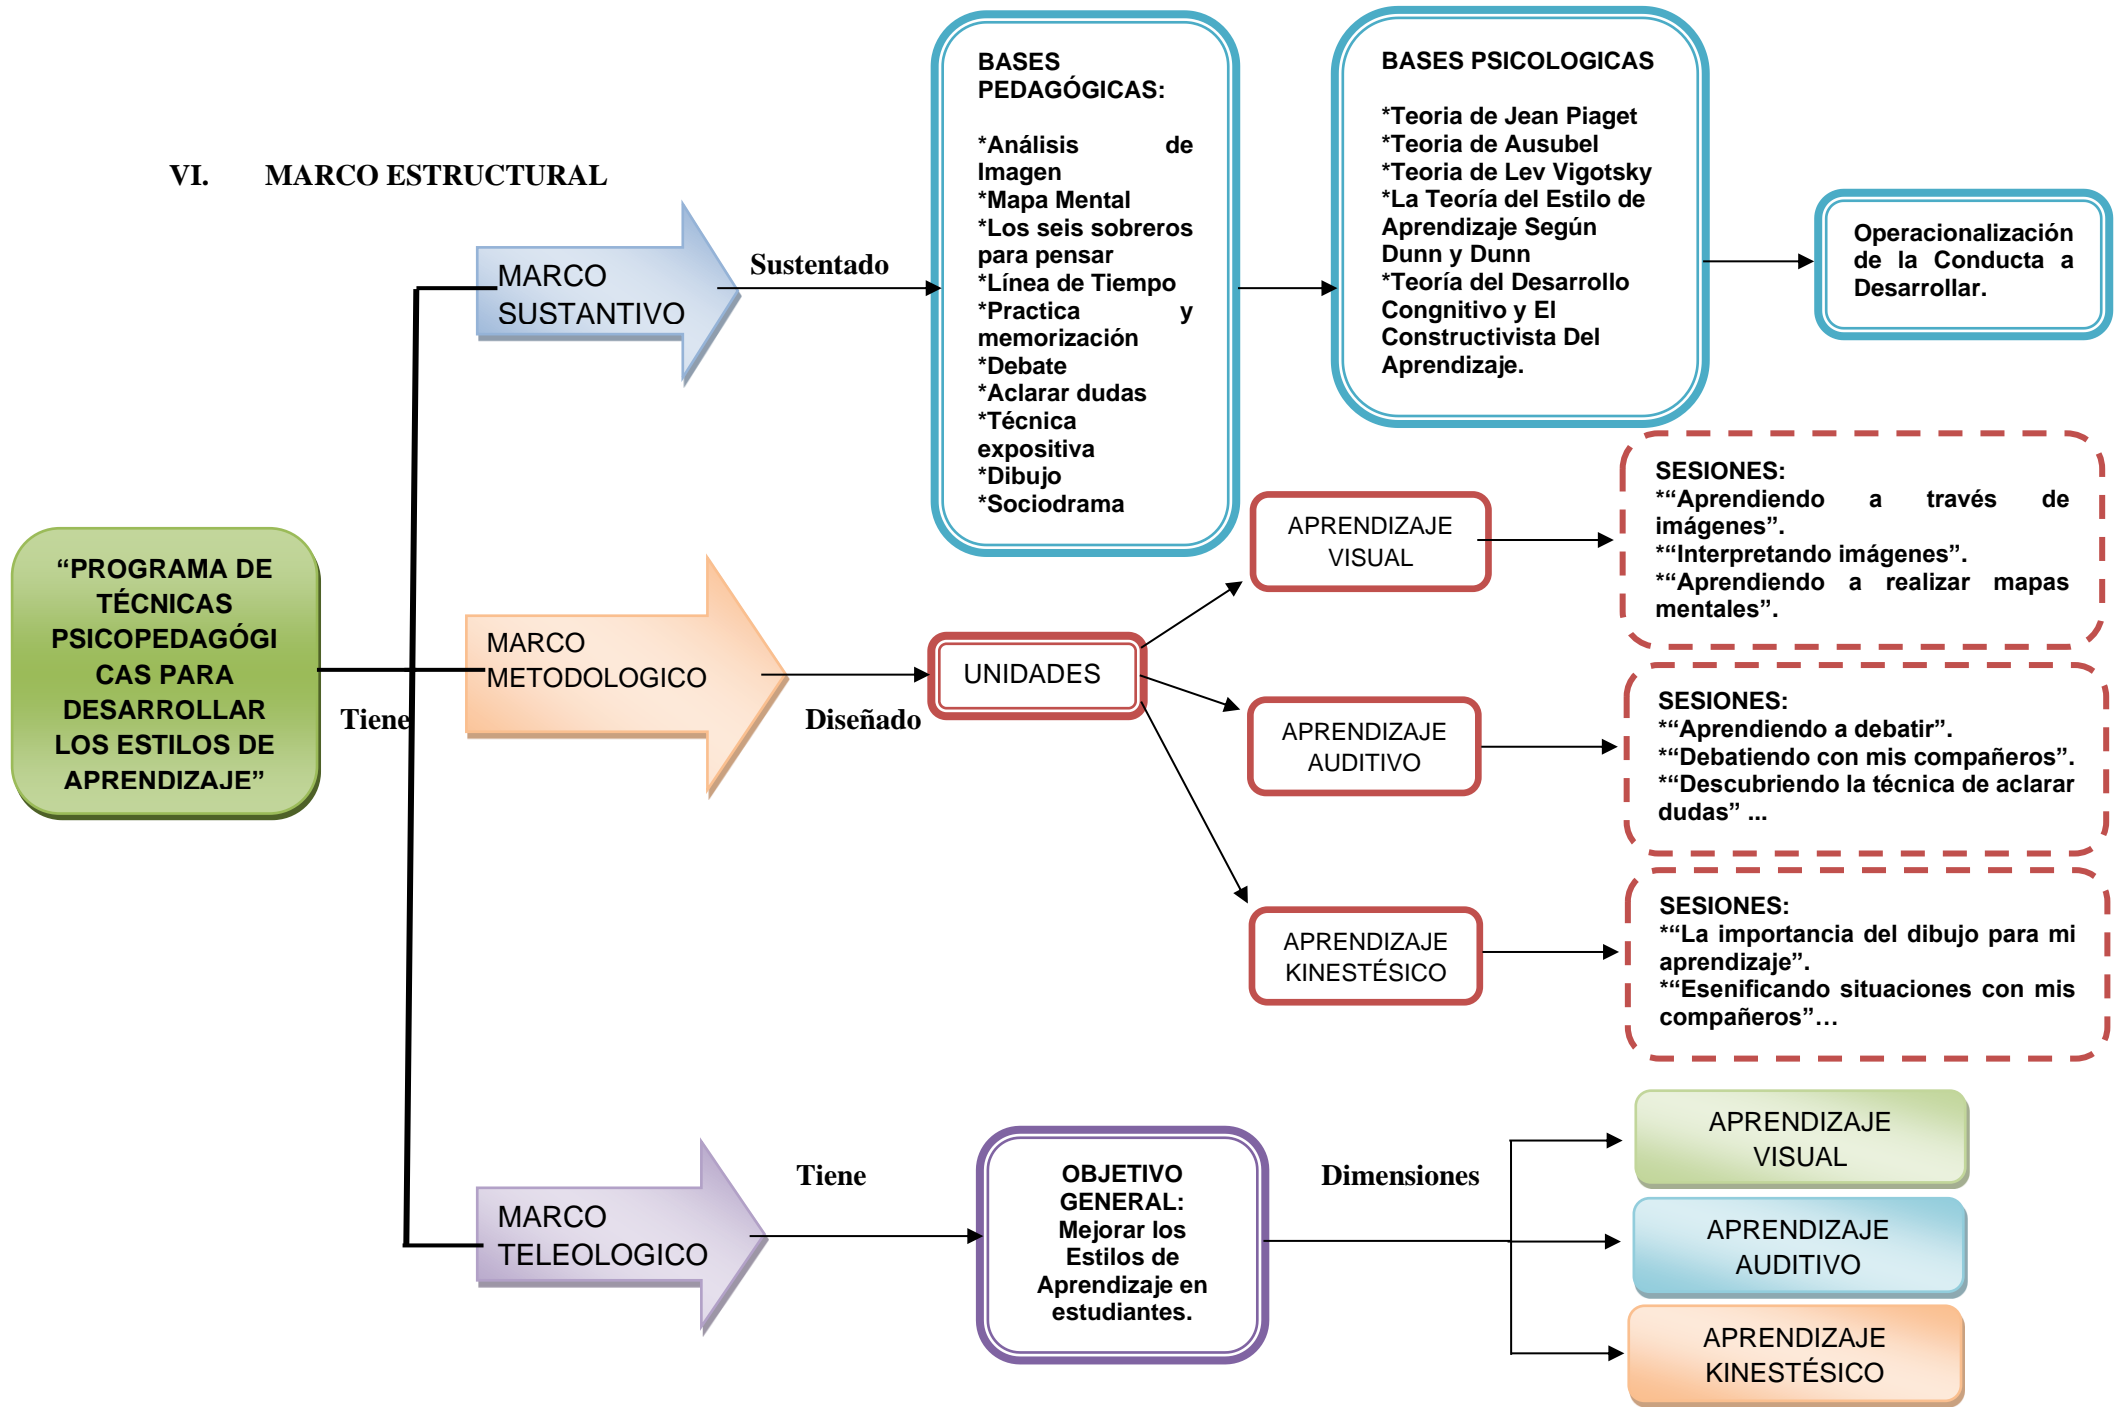 VI. MARCO ESTRUCTURAL
“PROGRAMA DE
TÉCNICAS
PSICOPEDAGÓGI
CAS PARA
DESARROLLAR
LOS ESTILOS DE
APRENDIZAJE”
Tiene
MARCO
SUSTANTIVO
Sustentado
BASES
PEDAGÓGICAS:
*Análisis de
Imagen
*Mapa Mental
*Los seis sobreros
para pensar
*Línea de Tiempo
*Practica y
memorización
*Debate
*Aclarar dudas
*Técnica
expositiva
*Dibujo
*Sociodrama
BASES PSICOLOGICAS
*Teoria de Jean Piaget
*Teoria de Ausubel
*Teoria de Lev Vigotsky
*La Teoría del Estilo de
Aprendizaje Según
Dunn y Dunn
*Teoría del Desarrollo
Congnitivo y El
Constructivista Del
Aprendizaje.
Operacionalización
de la Conducta a
Desarrollar.
MARCO
METODOLOGICO
Diseñado
UNIDADES
APRENDIZAJE
VISUAL
SESIONES:
*“Aprendiendo a través de
imágenes”.
*“Interpretando imágenes”.
*“Aprendiendo a realizar mapas
mentales”.
APRENDIZAJE
AUDITIVO
SESIONES:
*“Aprendiendo a debatir”.
*“Debatiendo con mis compañeros”.
*“Descubriendo la técnica de aclarar
dudas” ...
APRENDIZAJE
KINESTÉSICO
SESIONES:
*“La importancia del dibujo para mi
aprendizaje”.
*“Esenificando situaciones con mis
compañeros”…
MARCO
TELEOLOGICO
Tiene
OBJETIVO
GENERAL:
Mejorar los
Estilos de
Aprendizaje en
estudiantes.
Dimensiones
APRENDIZAJE
VISUAL
APRENDIZAJE
AUDITIVO
APRENDIZAJE
KINESTÉSICO